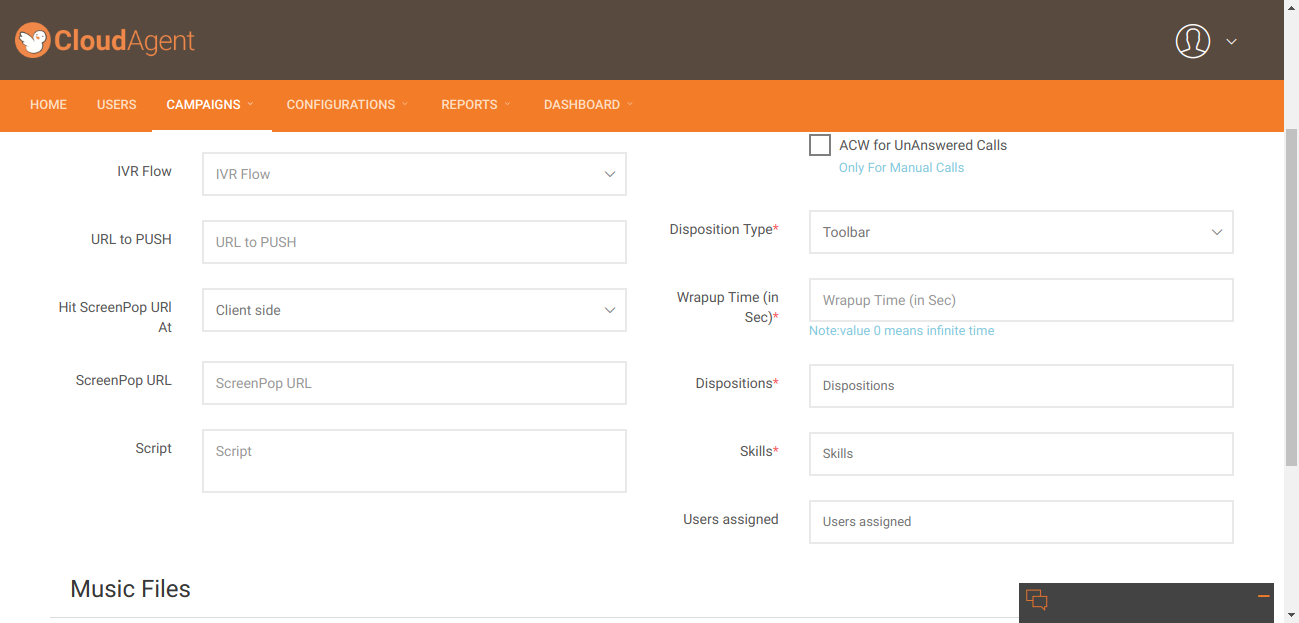 CloudAgent
HOME USERS CAMPAIGNS CONFIGURATIONS REPORTS DASHBOARD
IVR Flow
IVR Flow
URL to PUSH
URL to PUSH
Hit ScreenPop URl
At
Client side
ScreenPop URL
ScreenPop URL
Script
Script
ACW for UnAnswered Calls
Only For Manual Calls
Disposition Type*
Toolbar
Wrapup Time (in
Sec)*
Wrapup Time (in Sec)
Note:value 0 means infinite time
Dispositions*
Dispositions
Skills*
Skills
Users assigned
Users assigned
Music Files